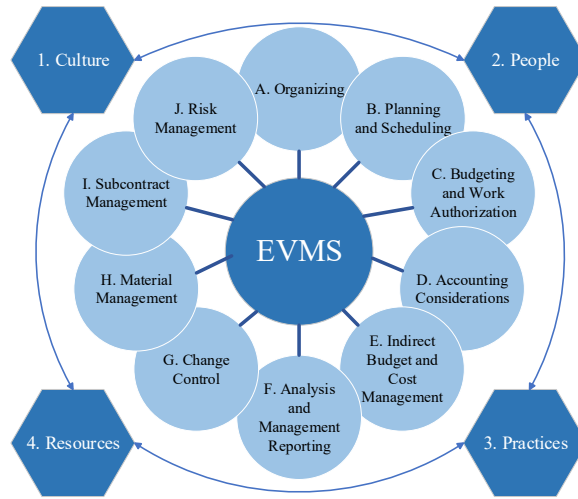 1. Culture
2. People
A. Organizing
J. Risk
Management
B. Planning
and Scheduling
I. Subcontract
Management
C. Budgeting
and Work
Authorization
EVMS
H. Material
Management
D. Accounting
Considerations
G. Change
Control
E. Indirect
Budget and
Cost
Management
F. Analysis
and
Management
Reporting
4. Resources
3. Practices